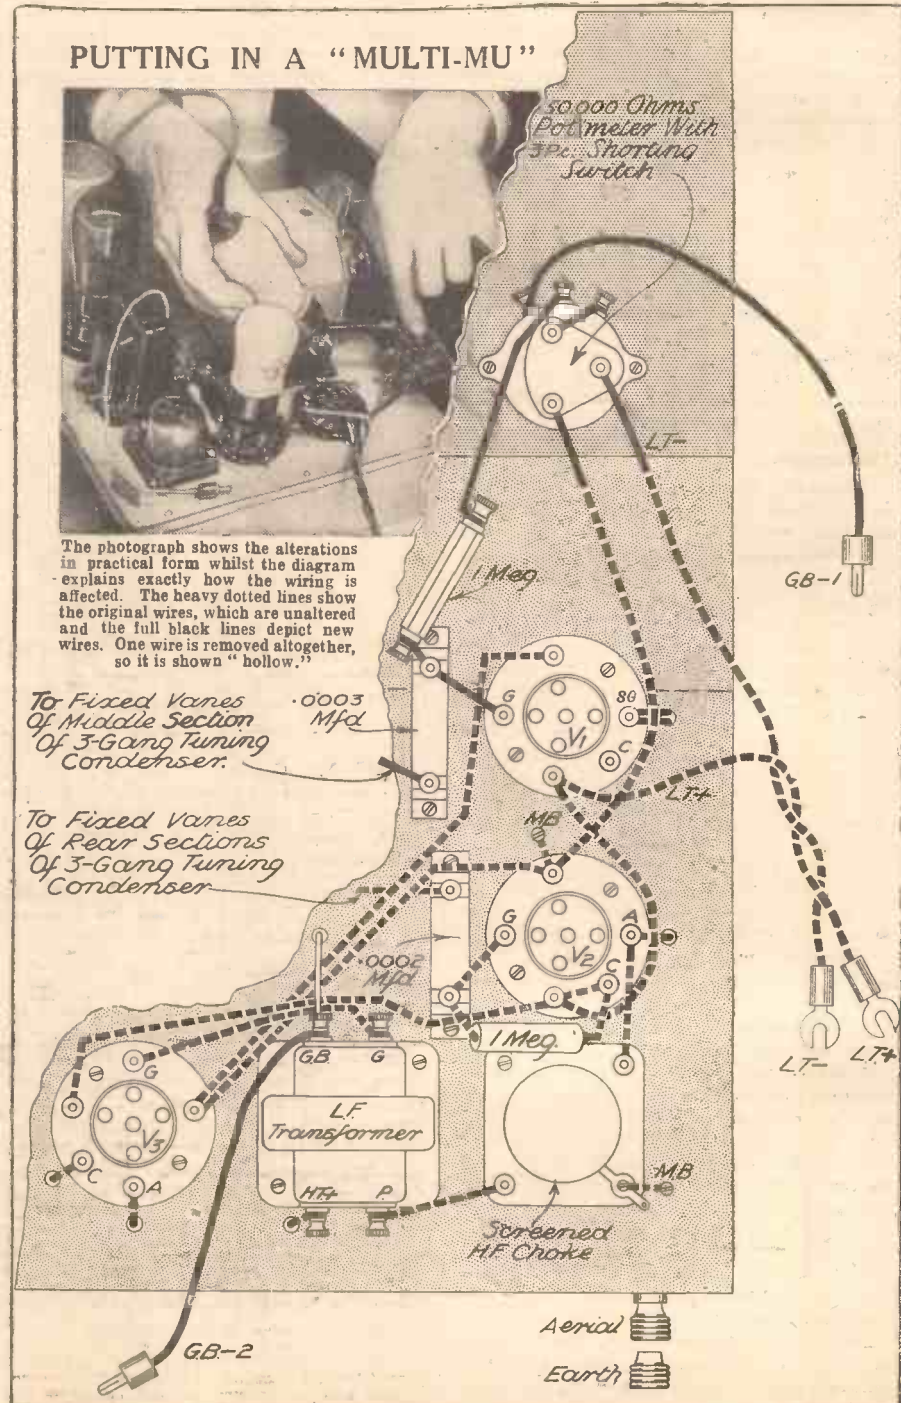 PUTTING IN A "MULTI-MU"
50,000 Ohms
Pot'meter With
3Pt. Shorting
Switch
LT-
GB-1
The photograph shows the alterations
in practical form whilst the diagram
explains exactly how the wiring is
affected. The heavy dotted lines show
the original wires, which are unaltered
and the full black lines depict new
wires. One wire is removed altogether,
so it is shown "hollow."
1 Meg.
To Fixed Vanes
Of Middle Section
Of 3-Gang Tuning
Condenser.
.0003
Mfd
G
SG
V1
C
LT+
MB
To Fixed Vanes
Of Rear Sections
Of 3-Gang Tuning
Condenser
G
A
V2
C
.0002
Mfd
1 Meg.
LT-
LT+
G.B.
G
G
V3
C
A
L.F.
Transformer
HT+
P.
M.B
Screened
H.F. Choke
G.B.-2
Aerial
Earth